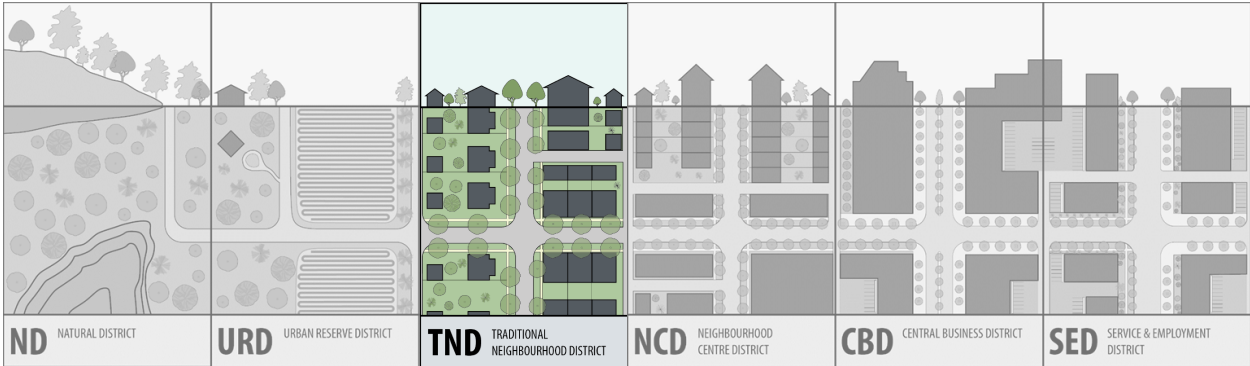 ND NATURAL DISTRICT
URD URBAN RESERVE DISTRICT
TND TRADITIONAL
NEIGHBOURHOOD DISTRICT
NCD NEIGHBOURHOOD
CENTRE DISTRICT
CBD CENTRAL BUSINESS DISTRICT
SED SERVICE & EMPLOYMENT
DISTRICT